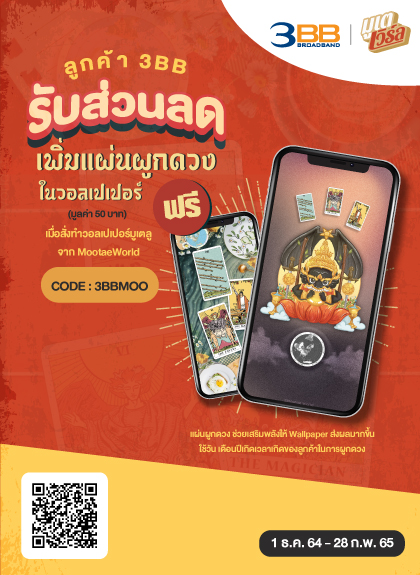 3BB
BROADBAND
มูเต
เวิร์ล
ลูกค้า 3BB
รับส่วนลด
เพิ่มแผ่นผูกดวง
ในวอลเปเปอร์
(มูลค่า 50 บาท)
ฟรี
เมื่อสั่งทำวอลเปเปอร์มูเตลู
จาก MootaeWorld
CODE : 3BBMOO
แผ่นผูกดวง ช่วยเสริมพลังให้ Wallpaper ส่งผลมากขึ้น
ใช้วัน เดือนปีเกิดเวลาเกิดของลูกค้าในการผูกดวง
THE MAGICIAN
1 ธ.ค. 64 - 28 ก.พ. 65